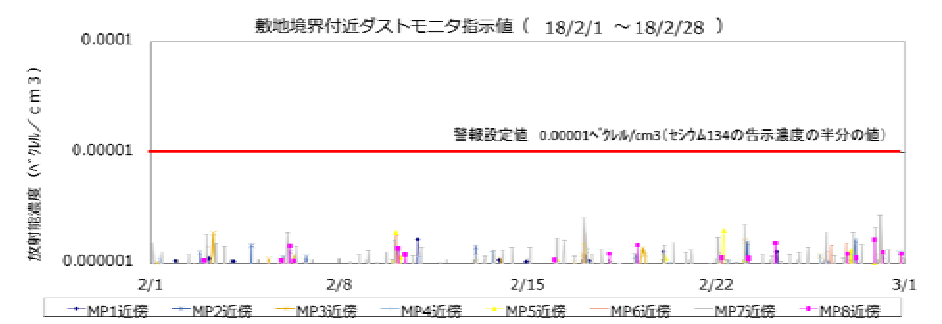 敷地境界付近ダストモニタ指示値 ( 18/2/1 ～18/2/28 )
放射能濃度 (ﾍﾞｸﾚﾙ／ｃｍ３)
0.0001
警報設定値 0.00001ﾍﾞｸﾚﾙ/cm3(ｾｼｳﾑ134の告示濃度の半分の値)
0.00001
0.000001
2/1 2/8 2/15 2/22 3/1
MP1近傍 MP2近傍 MP3近傍 MP4近傍 MP5近傍 MP6近傍 MP7近傍 MP8近傍